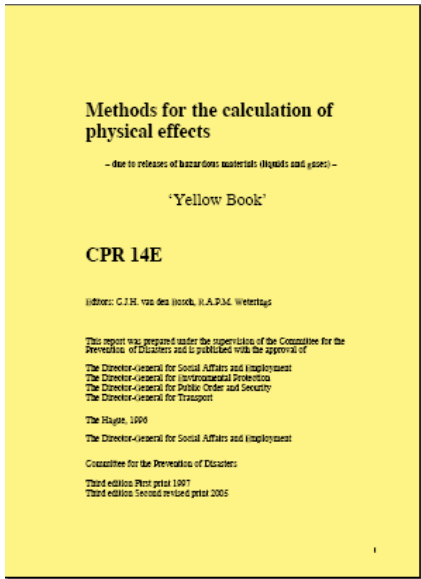 Methods for the calculation of
physical effects
– due to releases of hazardous materials (liquids and gases) –
‘Yellow Book’
CPR 14E
Editors: C.J.H. van den Bosch, R.A.P.M. Weterings
This report was prepared under the supervision of the Committee for the
Prevention of Disasters and is published with the approval of
The Director-General for Social Affairs and Employment
The Director-General for Environmental Protection
The Director-General for Public Order and Security
The Director-General for Transport
The Hague, 1996
The Director-General for Social Affairs and Employment
Committee for the Prevention of Disasters
Third edition First print 1997
Third edition Second revised print 2005
1